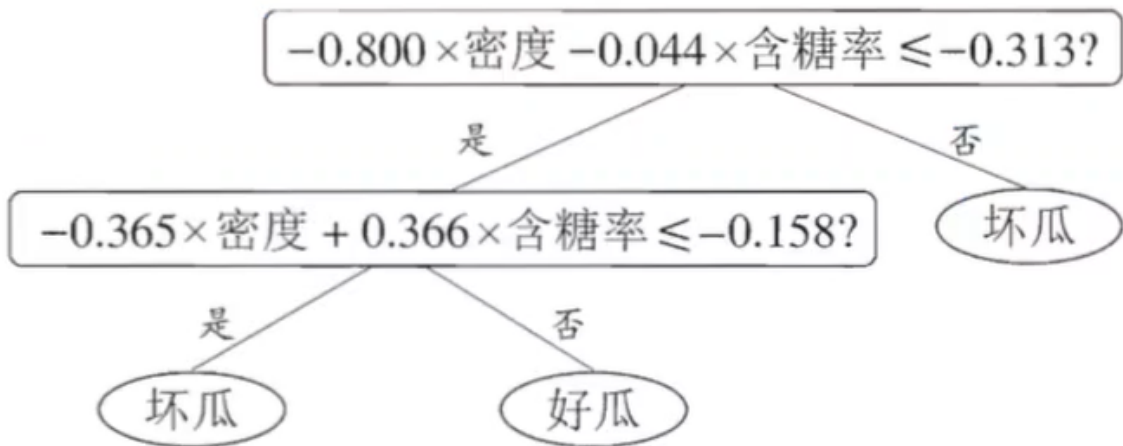 -0.800×密度 -0.044×含糖率 ≤-0.313?
是
否
-0.365×密度 + 0.366×含糖率 ≤-0.158?
坏瓜
是
否
坏瓜
好瓜